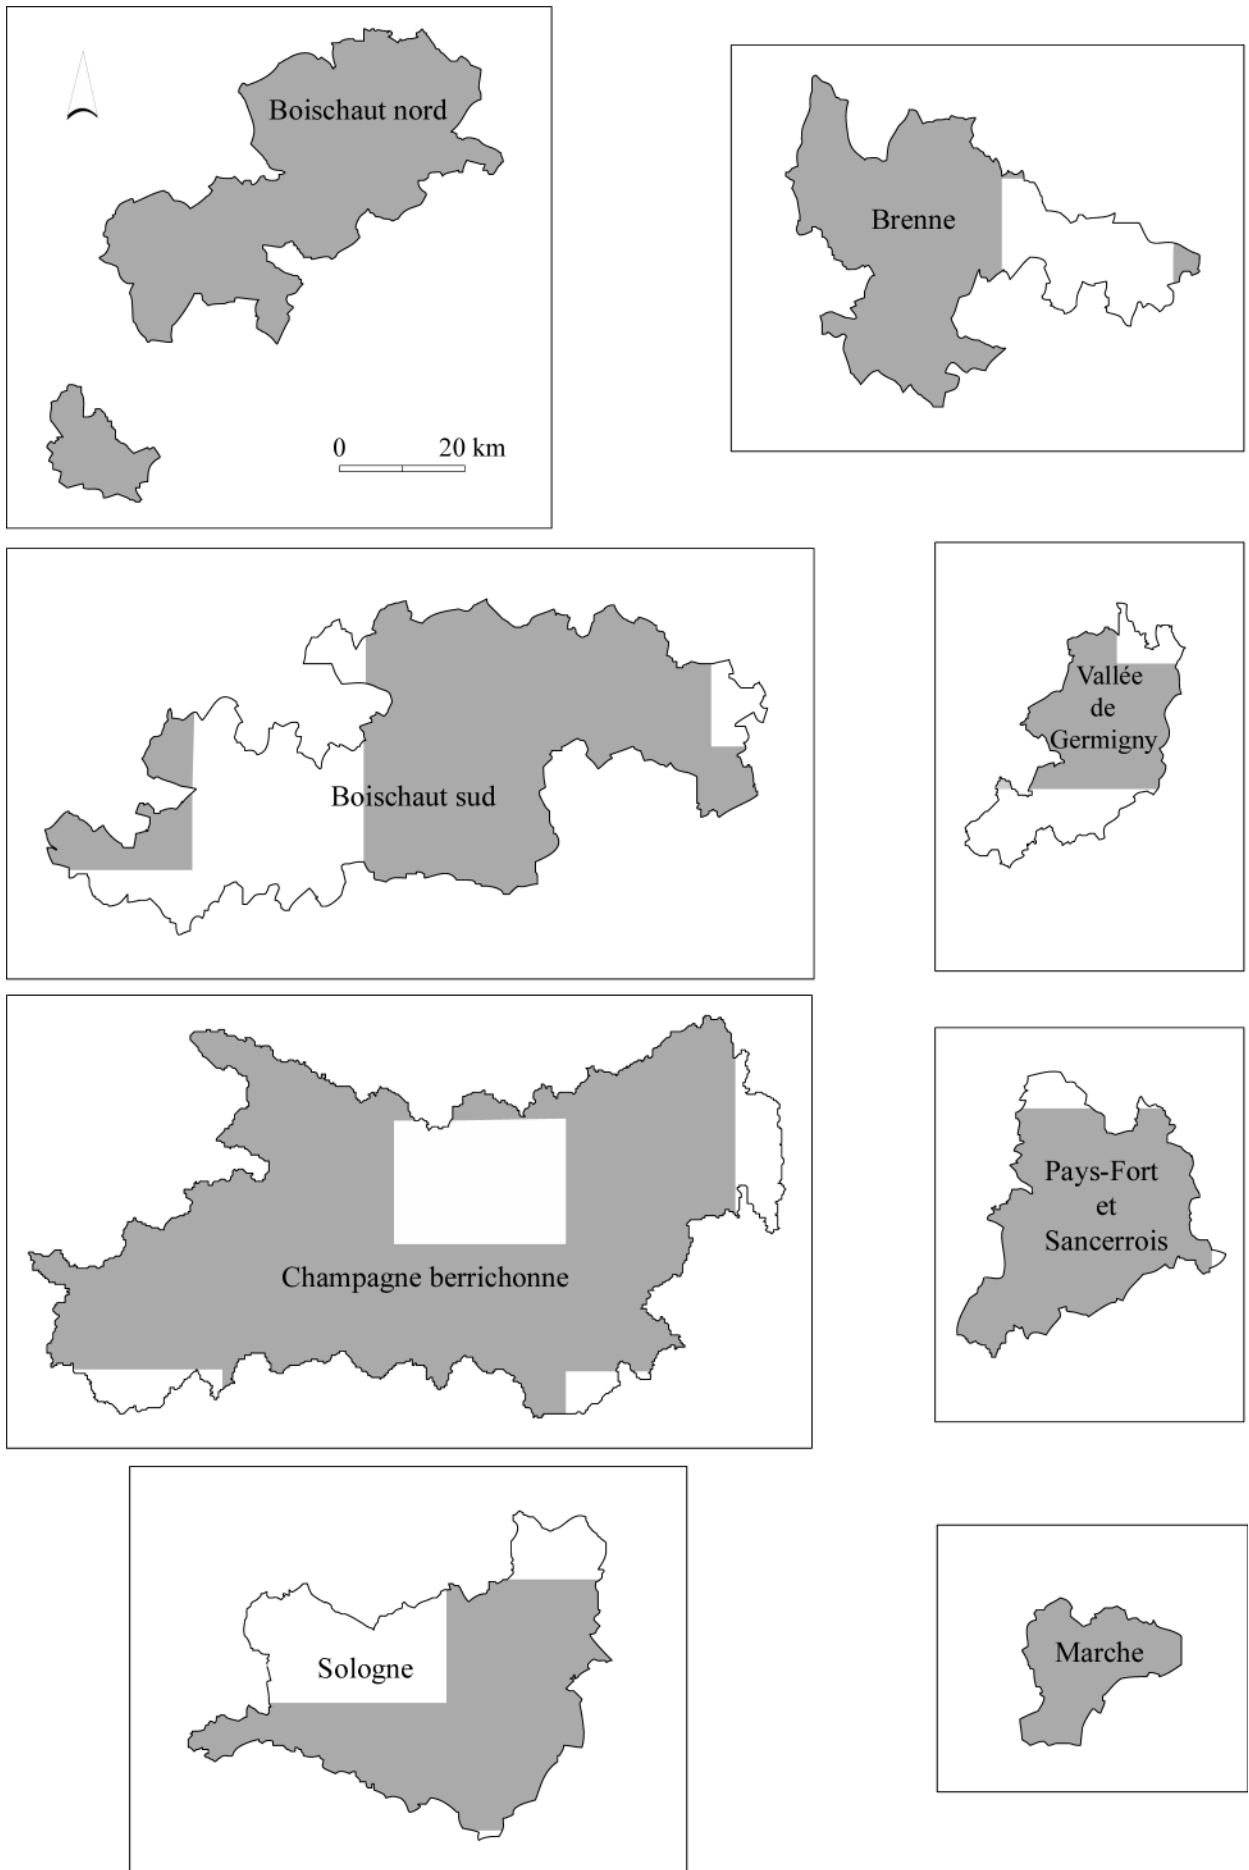 Boischaut nord
Brenne
0 20 km
Boischaut sud
Vallée
de
Germigny
Champagne berrichonne
Pays-Fort
et
Sancerrois
Sologne
Marche